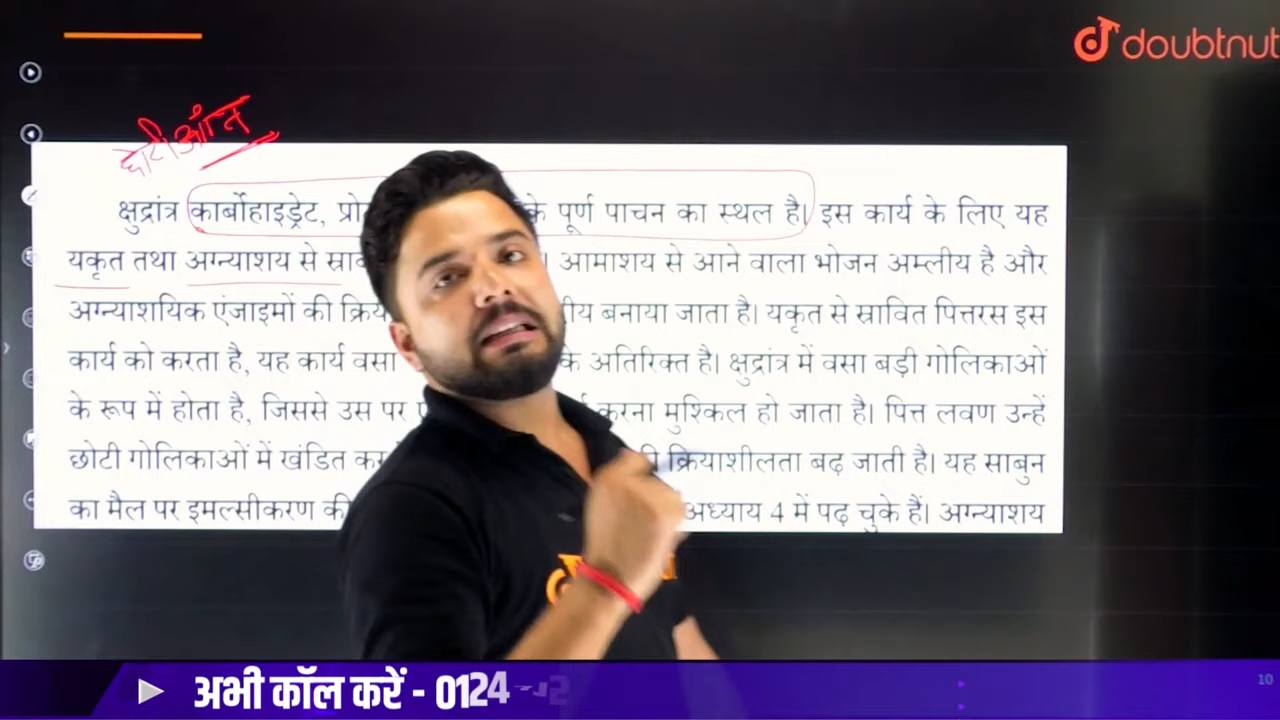 doubtnut
छोटी आंत
क्षुद्रांत्र कार्बोहाइड्रेट, के पूर्ण पाचन का स्थल है। इस कार्य के लिए यह
यकृत तथा अग्न्याशय से आमाशय से आने वाला भोजन अम्लीय है और
अग्न्याशयिक एंजाइमों की बनाया जाता है। यकृत से स्रावित पित्तरस इस
कार्य को करता है, यह कार्य वसा के अतिरिक्त है। क्षुद्रांत्र में वसा बड़ी गोलिकाओं
के रूप में होता है, जिससे उस पर करना मुश्किल हो जाता है। पित्त लवण उन्हें
छोटी गोलिकाओं में खंडित क्रियाशीलता बढ़ जाती है। यह साबुन
का मैल पर इमल्सीकरण की अध्याय 4 में पढ़ चुके हैं। अग्न्याशय
अभी कॉल करें - 0124
10